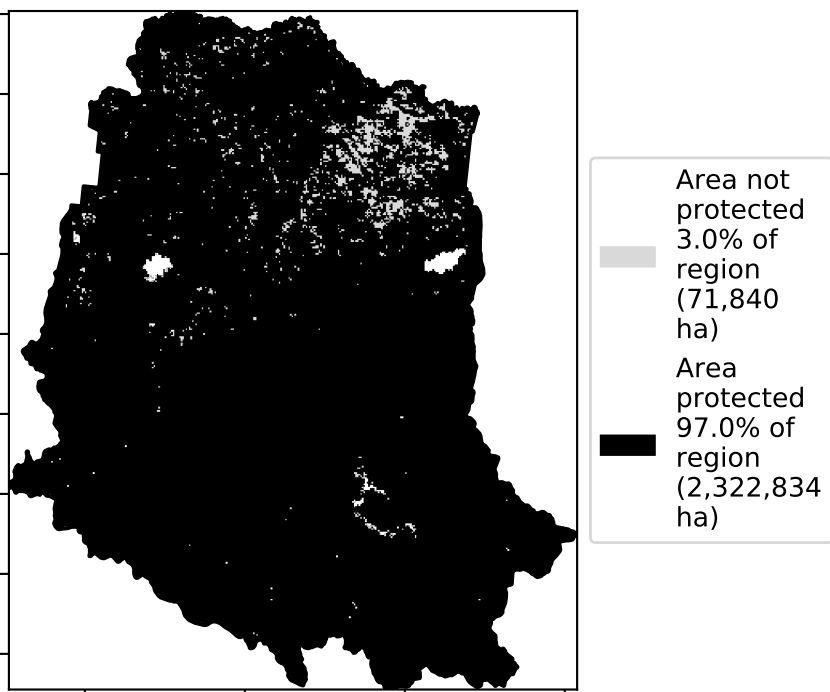 Area not
protected
3.0% of
region
(71,840
ha)
Area
protected
97.0% of
region
(2,322,834
ha)